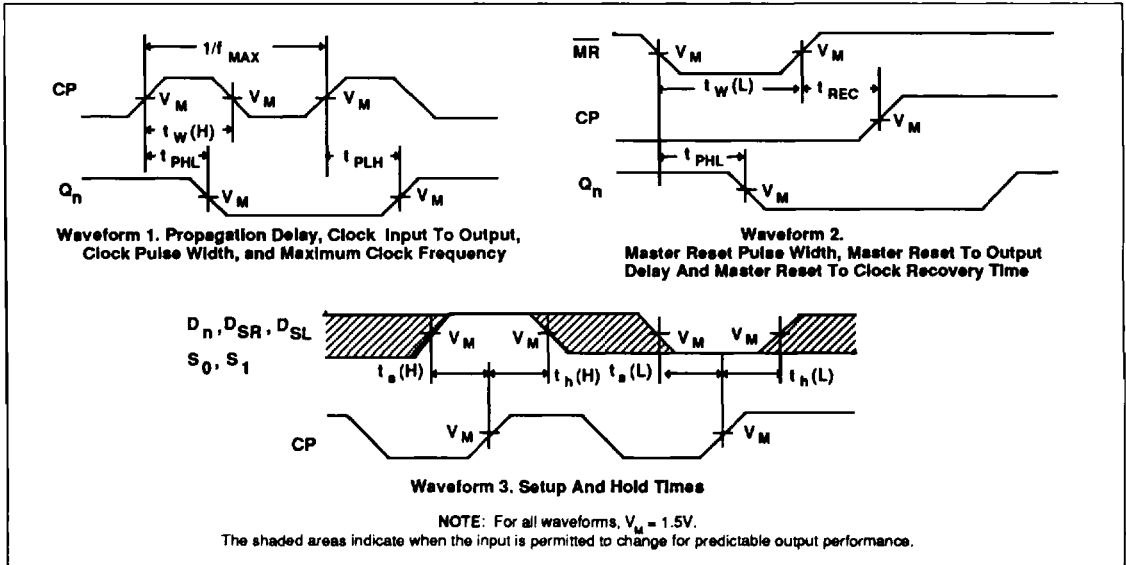 1/f MAX
CP
V M V M V M
t W (H)
t PHL t PLH
Q n
V M V M
Waveform 1. Propagation Delay, Clock Input To Output,
Clock Pulse Width, and Maximum Clock Frequency
MR
V M V M
t W (L) t REC
CP
V M
t PHL
Q n
V M
Waveform 2.
Master Reset Pulse Width, Master Reset To Output
Delay And Master Reset To Clock Recovery Time
D n , D SR , D SL
S 0 , S 1
V M V M V M V M
t s (H) t h (H) t s (L) t h (L)
CP
V M V M
Waveform 3. Setup And Hold Times
NOTE: For all waveforms, V M = 1.5V.
The shaded areas indicate when the input is permitted to change for predictable output performance.